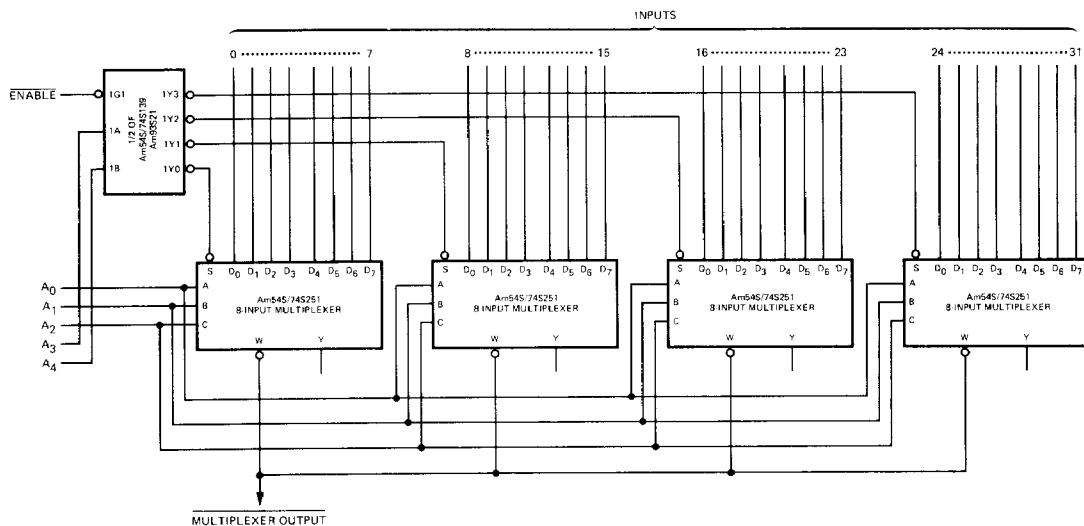 INPUTS
0 7 8 15 16 23 24 31
ENABLE
1G1 1Y3
1Y2
1A 1Y1
1B 1Y0
1/2 OF
Am54S/74S139
Am93S21
S D0 D1 D2 D3 D4 D5 D6 D7
A
B
C
Am54S/74S251
8-INPUT MULTIPLEXER
W Y
S D0 D1 D2 D3 D4 D5 D6 D7
A
B
C
Am54S/74S251
8-INPUT MULTIPLEXER
W Y
S D0 D1 D2 D3 D4 D5 D6 D7
A
B
C
Am54S/74S251
8-INPUT MULTIPLEXER
W Y
S D0 D1 D2 D3 D4 D5 D6 D7
A
B
C
Am54S/74S251
8-INPUT MULTIPLEXER
W Y
A0
A1
A2
A3
A4
MULTIPLEXER OUTPUT